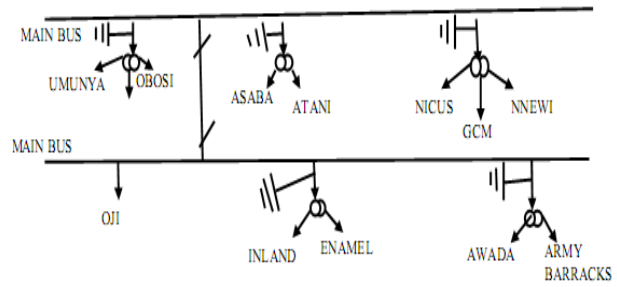 MAIN BUS
UMUNYA
OBOSI
ASABA
ATANI
NICUS
NNEWI
GCM
MAIN BUS
OJI
INLAND
ENAMEL
AWADA
ARMY
BARRACKS